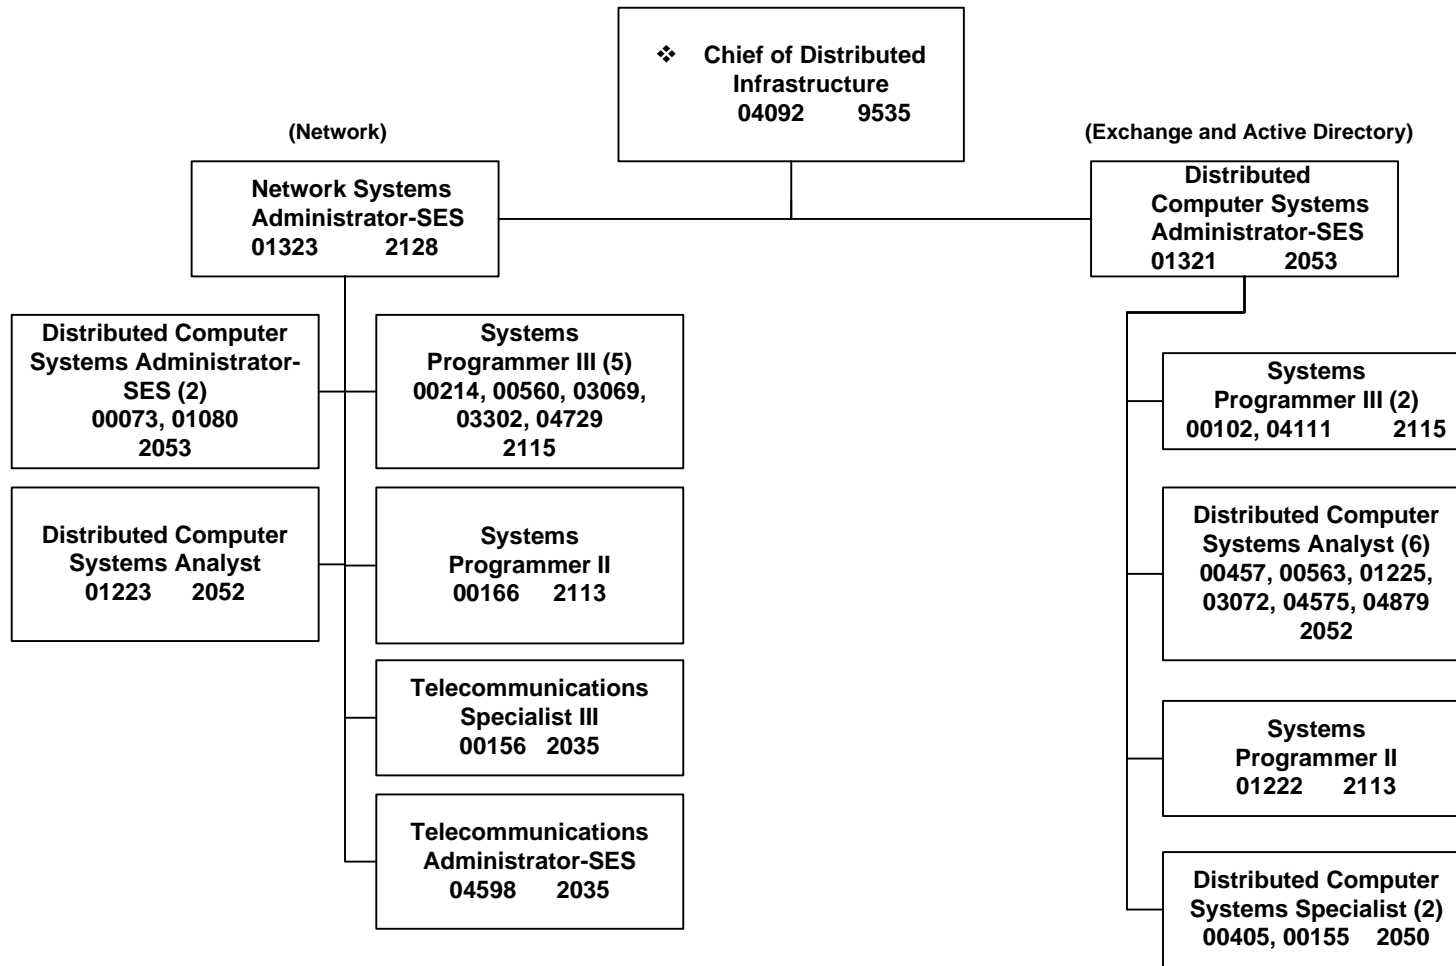 ❖ Chief of Distributed
Infrastructure
04092 9535
(Network)
(Exchange and Active Directory)
Network Systems
Administrator-SES
01323 2128
Distributed
Computer Systems
Administrator-SES
01321 2053
Distributed Computer
Systems Administrator-
SES (2)
00073, 01080
2053
Systems
Programmer III (5)
00214, 00560, 03069,
03302, 04729
2115
Distributed Computer
Systems Analyst
01223 2052
Systems
Programmer II
00166 2113
Telecommunications
Specialist III
00156 2035
Telecommunications
Administrator-SES
04598 2035
Systems
Programmer III (2)
00102, 04111 2115
Distributed Computer
Systems Analyst (6)
00457, 00563, 01225,
03072, 04575, 04879
2052
Systems
Programmer II
01222 2113
Distributed Computer
Systems Specialist (2)
00405, 00155 2050